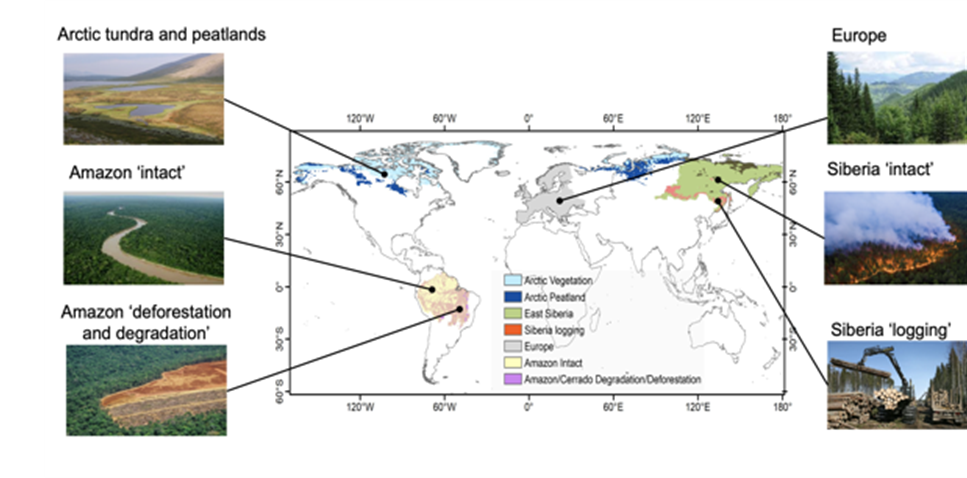 Arctic tundra and peatlands
Europe
Amazon ‘intact’
Siberia ‘intact’
Amazon ‘deforestation
and degradation’
Siberia ‘logging’
120°W 60°W 0° 60°E 120°E 180°
60°N 60°N
30°N 30°N
0° 0°
30°S 30°S
60°S
Arctic Vegetation
Arctic Peatland
East Siberia
Siberia logging
Europe
Amazon Intact
Amazon/Cerrado Degradation/Deforestation
120°W 60°W 0° 60°E 120°E 180°